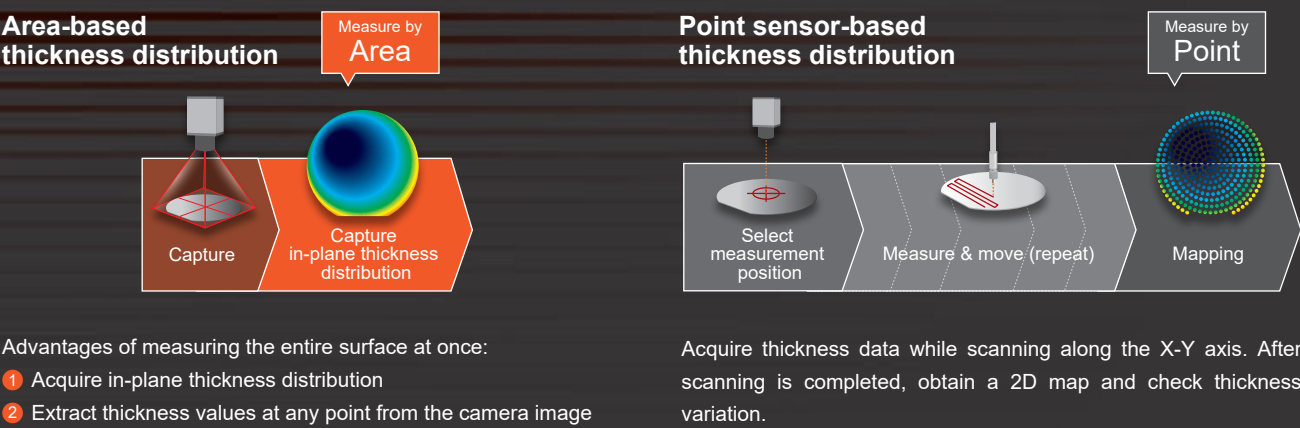 Area-based
thickness distribution
Measure by
Area
Capture
Capture
in-plane thickness
distribution
Advantages of measuring the entire surface at once:
1 Acquire in-plane thickness distribution
2 Extract thickness values at any point from the camera image
Point sensor-based
thickness distribution
Measure by
Point
Select
measurement
position
Measure & move (repeat)
Mapping
Acquire thickness data while scanning along the X-Y axis. After
scanning is completed, obtain a 2D map and check thickness
variation.